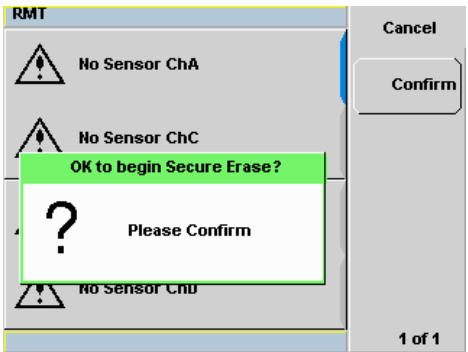 RMT
Cancel
No Sensor ChA
Confirm
No Sensor ChC
OK to begin Secure Erase?
? Please Confirm
No Sensor ChD
1 of 1